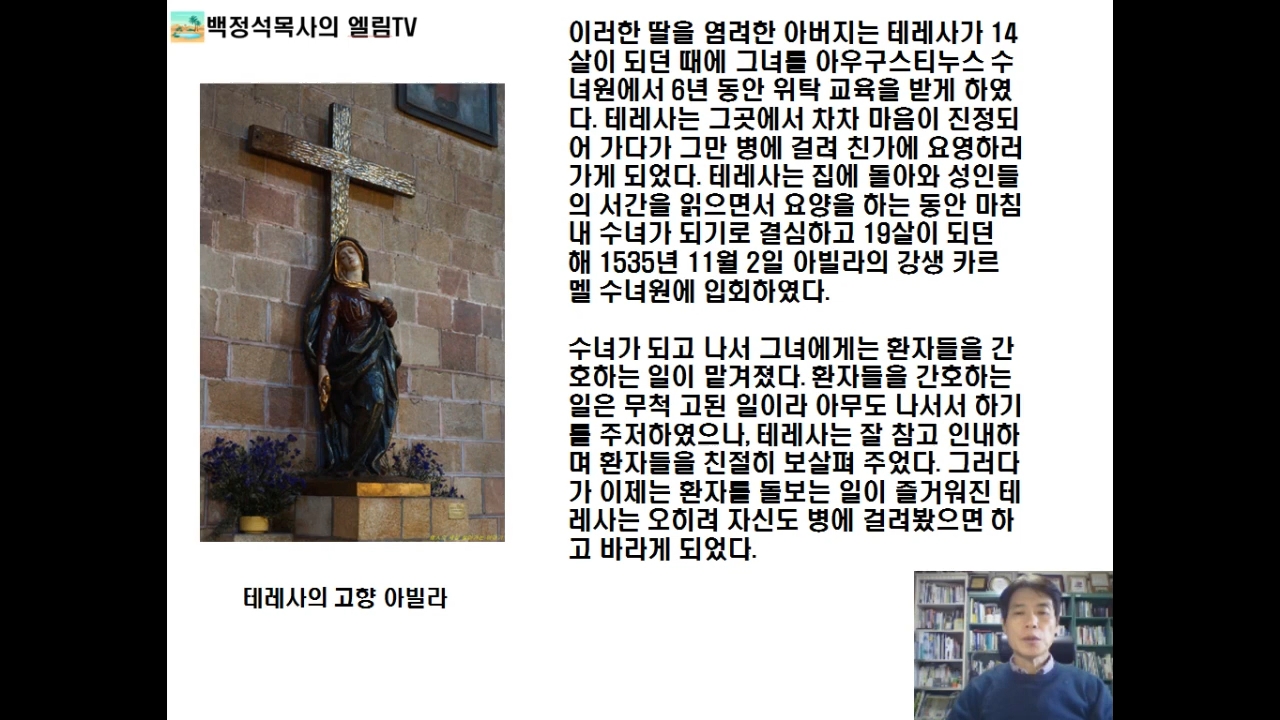 백정석목사의 엘림TV
이러한 딸을 염려한 아버지는 테레사가 14
살이 되던 때에 그녀를 아우구스티누스 수
녀원에서 6년 동안 위탁 교육을 받게 하였
다. 테레사는 그곳에서 차차 마음이 진정되
어 가다가 그만 병에 걸려 친가에 요영하러
가게 되었다. 테레사는 집에 돌아와 성인들
의 서간을 읽으면서 요양을 하는 동안 마침
내 수녀가 되기로 결심하고 19살이 되던
해 1535년 11월 2일 아빌라의 강생 카르
멜 수녀원에 입회하였다.
수녀가 되고 나서 그녀에게는 환자들을 간
호하는 일이 맡겨졌다. 환자들을 간호하는
일은 무척 고된 일이라 아무도 나서서 하기
를 주저하였으나, 테레사는 잘 참고 인내하
며 환자들을 친절히 보살펴 주었다. 그러다
가 이제는 환자를 돌보는 일이 즐거워진 테
레사는 오히려 자신도 병에 걸려봤으면 하
고 바라게 되었다.
테레사의 고향 아빌라